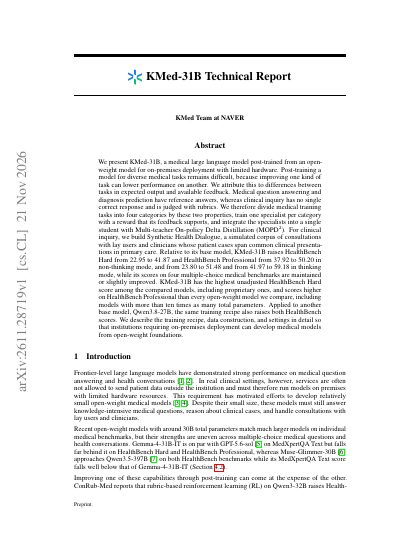 KMed-31B Technical Report
KMed Team at NAVER
Abstract
We present KMed-31B, a medical large language model post-trained from an open-
weight model for on-premises deployment with limited hardware. Post-training a
model for diverse medical tasks remains difficult, because improving one kind of
task can lower performance on another. We attribute this to differences between
tasks in expected output and available feedback. Medical question answering and
diagnosis prediction have reference answers, whereas clinical inquiry has no single
correct response and is judged with rubrics. We therefore divide medical training
tasks into four categories by these two properties, train one specialist per category
with a reward that its feedback supports, and integrate the specialists into a single
student with Multi-teacher On-policy Delta Distillation (MOPD²). For clinical
inquiry, we build Synthetic Health Dialogue, a simulated corpus of consultations
with lay users and clinicians whose patient cases span common clinical presenta-
tions in primary care. Relative to its base model, KMed-31B raises HealthBench
Hard from 22.95 to 41.87 and HealthBench Professional from 37.92 to 50.20 in
non-thinking mode, and from 23.80 to 51.48 and from 41.97 to 59.18 in thinking
mode, while its scores on four multiple-choice medical benchmarks are maintained
or slightly improved. KMed-31B has the highest unadjusted HealthBench Hard
score among the compared models, including proprietary ones, and scores higher
on HealthBench Professional than every open-weight model we compare, including
models with more than ten times as many total parameters. Applied to another
base model, Qwen3.8-27B, the same training recipe also raises both HealthBench
scores. We describe the training recipe, data construction, and settings in detail so
that institutions requiring on-premises deployment can develop medical models
from open-weight foundations.
1 Introduction
Frontier-level large language models have demonstrated strong performance on medical question
answering and health conversations [1, 2]. In real clinical settings, however, services are often
not allowed to send patient data outside the institution and must therefore run models on premises
with limited hardware resources. This requirement has motivated efforts to develop relatively
small open-weight medical models [3, 4]. Despite their small size, these models must still answer
knowledge-intensive medical questions, reason about clinical cases, and handle consultations with
lay users and clinicians.
Recent open-weight models with around 30B total parameters match much larger models on individual
medical benchmarks, but their strengths are uneven across multiple-choice medical questions and
health conversations. Gemma-4-31B-IT is on par with GPT-5.6-sol [5] on MedXpertQA Text but falls
far behind it on HealthBench Hard and HealthBench Professional, whereas Muse-Glimmer-30B [6]
approaches Qwen3.5-397B [7] on both HealthBench benchmarks while its MedXpertQA Text score
falls well below that of Gemma-4-31B-IT (Section 4.2).
Improving one of these capabilities through post-training can come at the expense of the other.
ConRub-Med reports that rubric-based reinforcement learning (RL) on Qwen3-32B raises Health-
Preprint.
arXiv:2611.28719v1 [cs.CL] 21 Nov 2026